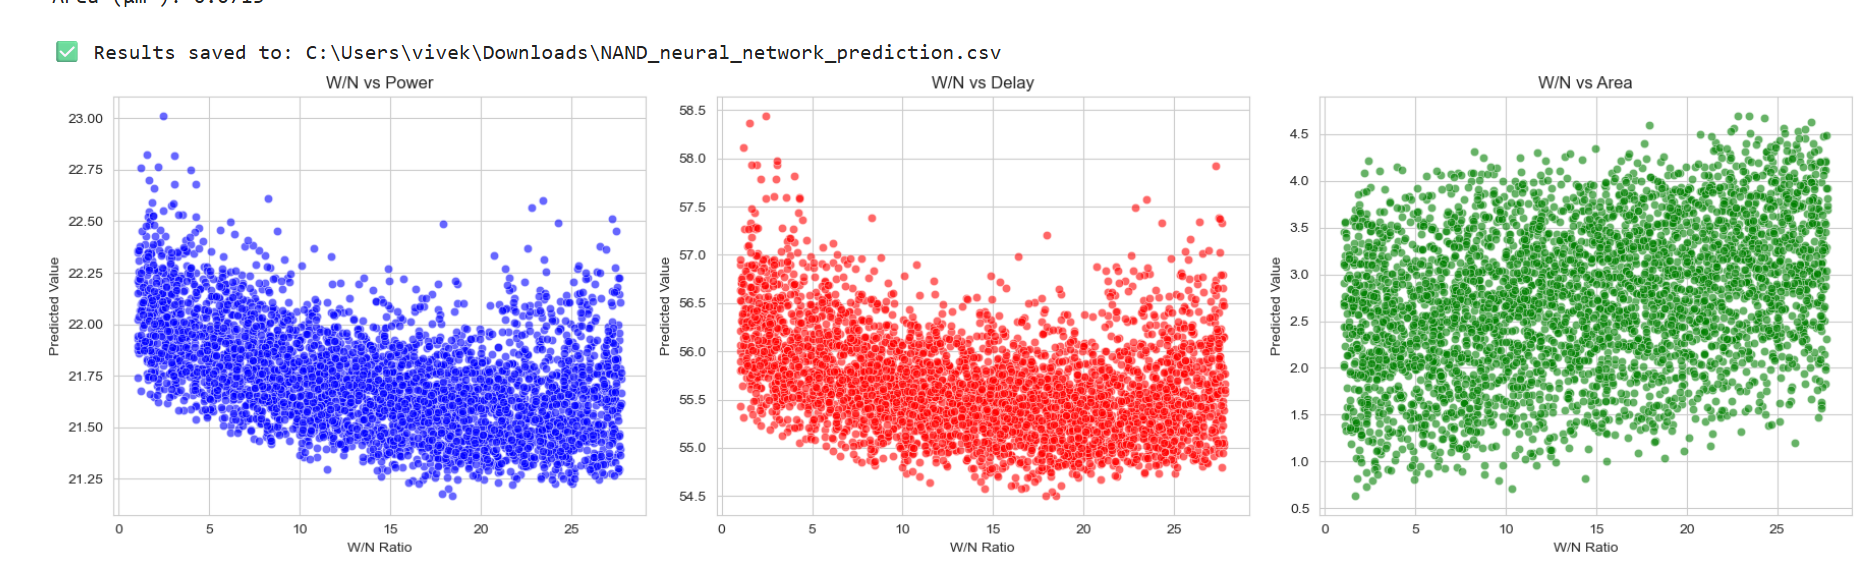 ✅ Results saved to: C:\Users\vivek\Downloads\NAND_neural_network_prediction.csv
W/N vs Power
23.00
22.75
22.50
22.25
22.00
21.75
21.50
21.25
Predicted Value
0 5 10 15 20 25
W/N Ratio
W/N vs Delay
58.5
58.0
57.5
57.0
56.5
56.0
55.5
55.0
54.5
Predicted Value
0 5 10 15 20 25
W/N Ratio
W/N vs Area
4.5
4.0
3.5
3.0
2.5
2.0
1.5
1.0
0.5
Predicted Value
0 5 10 15 20 25
W/N Ratio